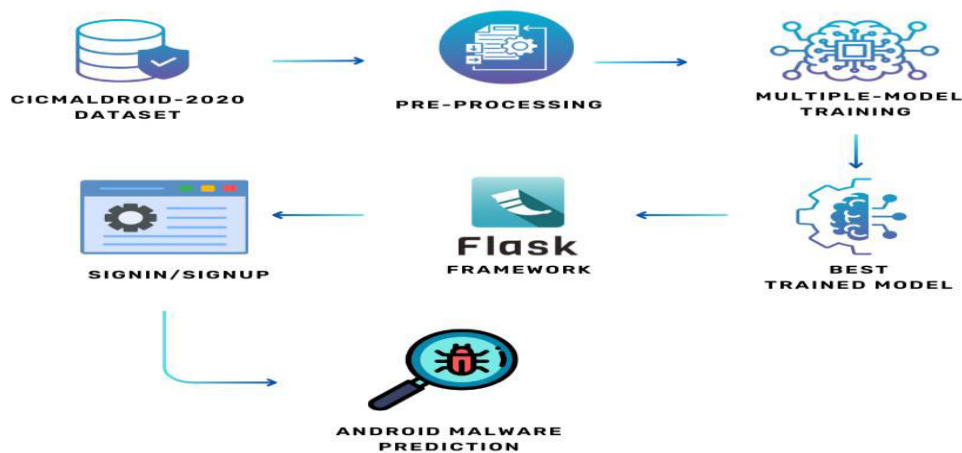 CICMALDROID-2020
DATASET
PRE-PROCESSING
MULTIPLE-MODEL
TRAINING
SIGNIN/SIGNUP
Flask
FRAMEWORK
BEST
TRAINED MODEL
ANDROID MALWARE
PREDICTION